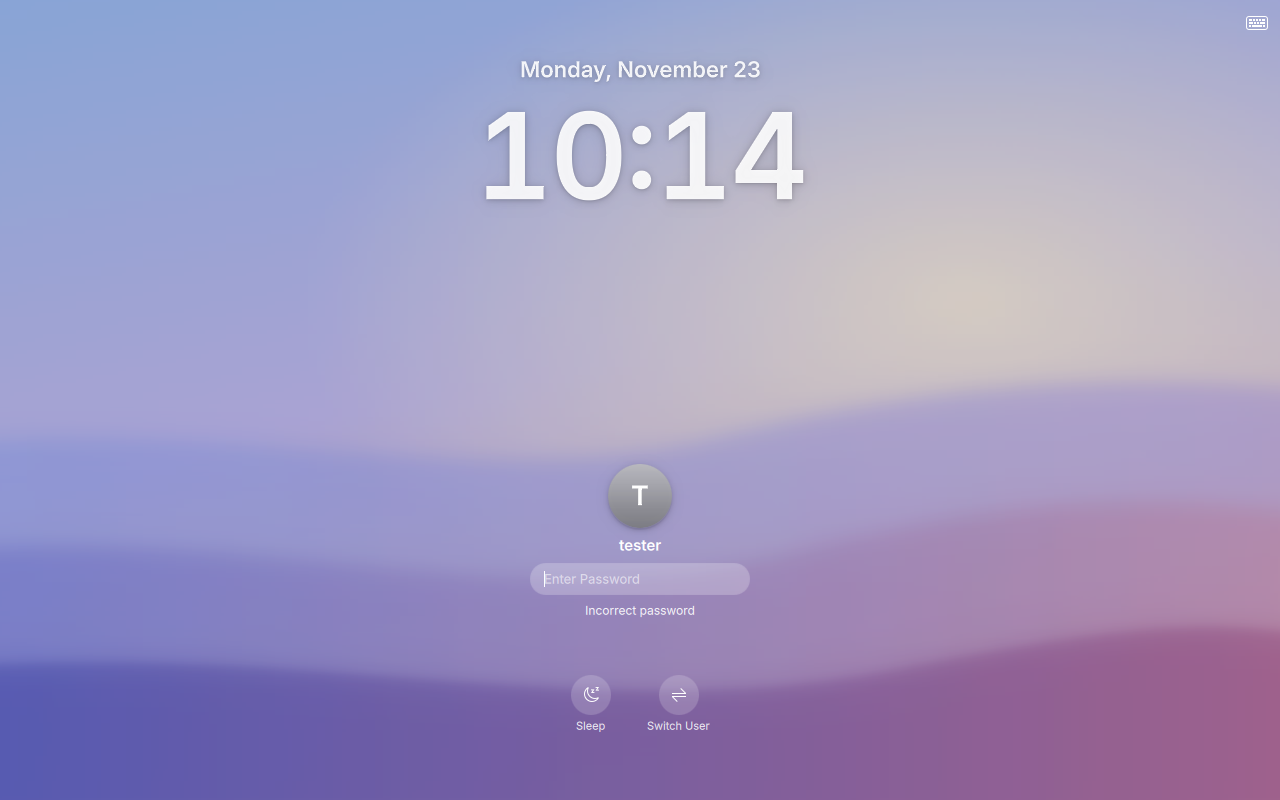 Monday, November 23
10:14
T
tester
Enter Password
Incorrect password
Sleep
Switch User